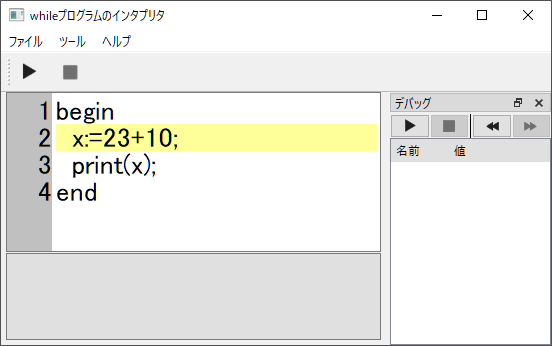 whileプログラムのインタプリタ
ファイル ツール ヘルプ
1 begin
2 x:=23+10;
3 print(x);
4 end
デバッグ
名前 値